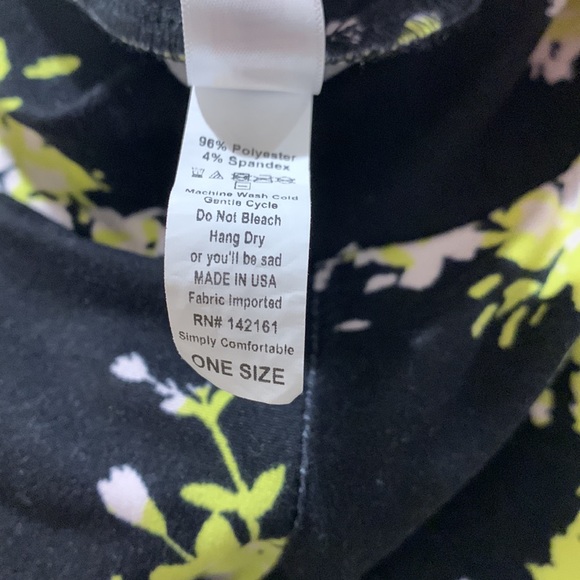 96% Polyester
4% Spandex
Machine Wash Cold
Gentle Cycle
Do Not Bleach
Hang Dry
or you'll be sad
MADE IN USA
Fabric Imported
RN# 142161
Simply Comfortable
ONE SIZE